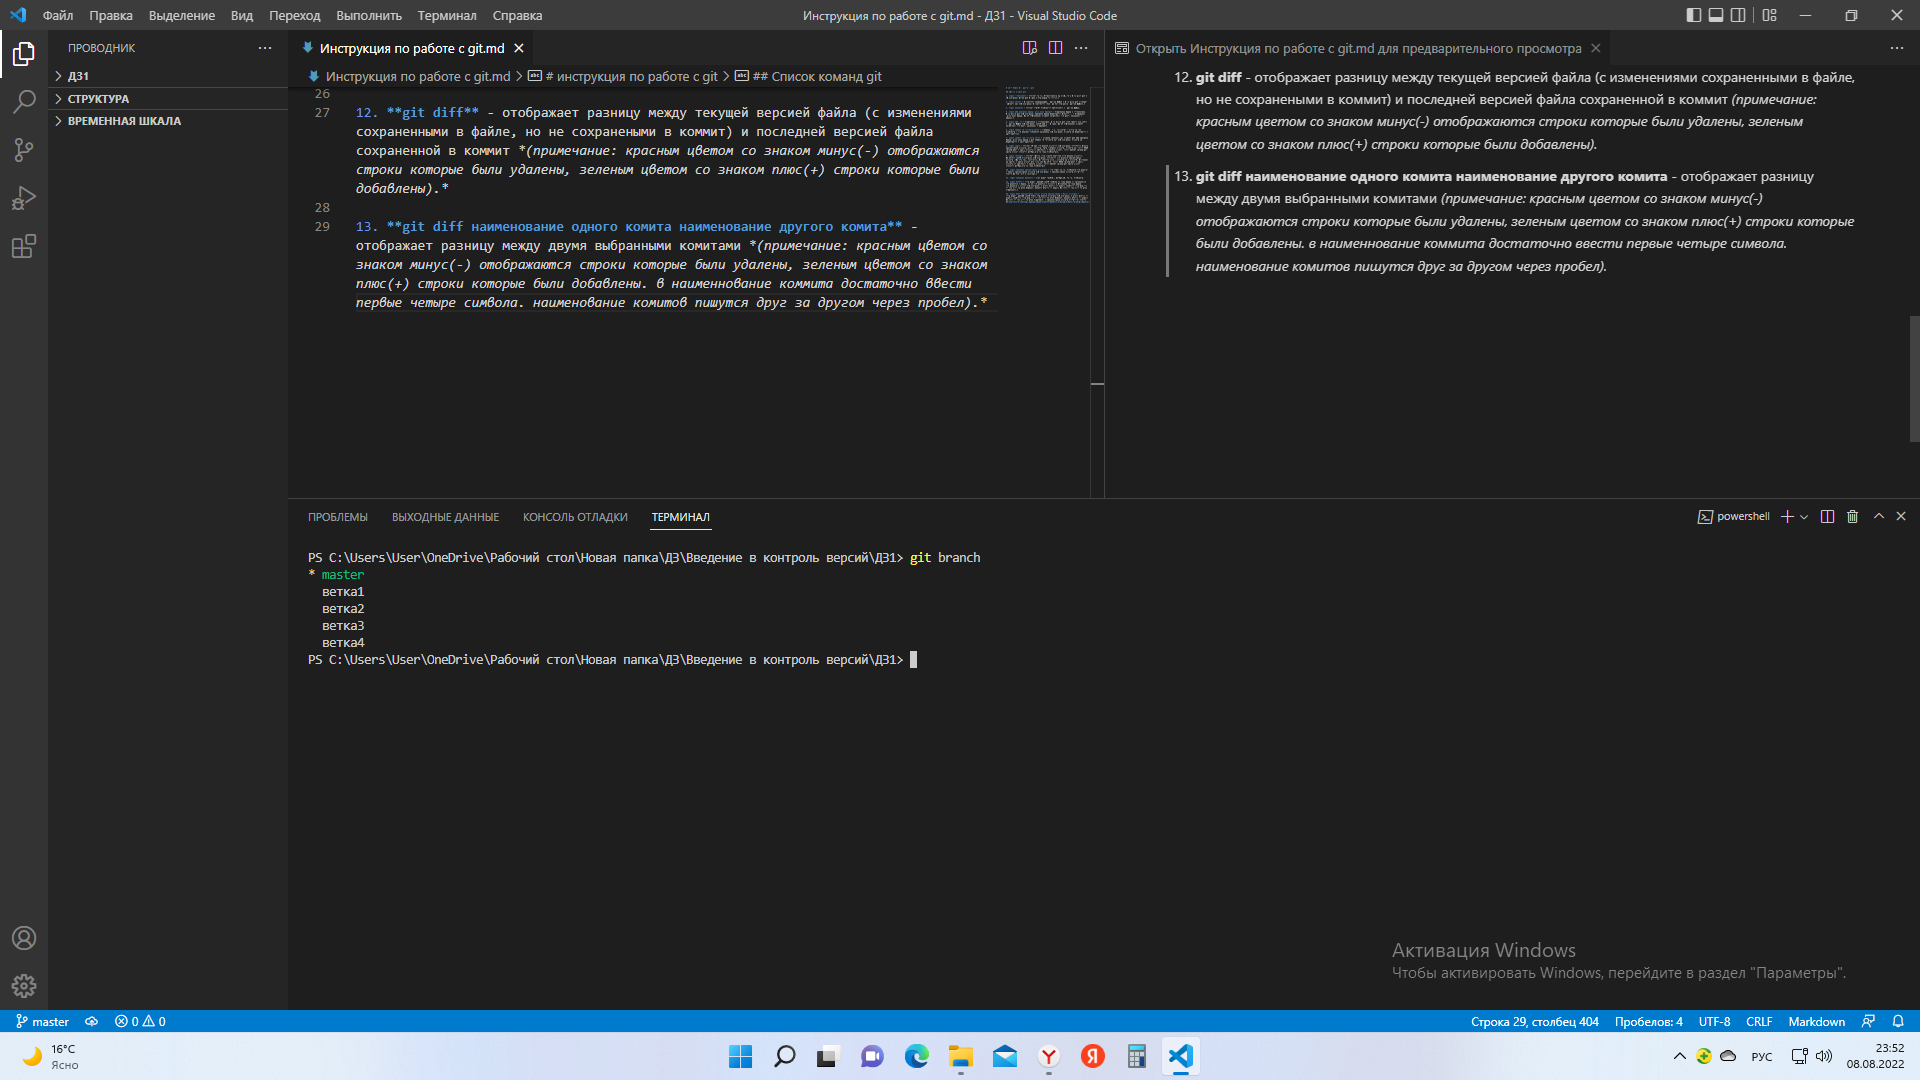 Файл Правка Выделение Вид Переход Выполнить Терминал Справка
Инструкция по работе с git.md - ДЗ1 - Visual Studio Code
ПРОВОДНИК
ДЗ1
СТРУКТУРА
ВРЕМЕННАЯ ШКАЛА
Инструкция по работе с git.md
Инструкция по работе с git.md > # инструкция по работе с git > ## Список команд git
26
27 12. **git diff** - отображает разницу между текущей версией файла (с изменениями
сохраненными в файле, но не сохранеными в коммит) и последней версией файла
сохраненной в коммит *(примечание: красным цветом со знаком минус(-) отображаются
строки которые были удалены, зеленым цветом со знаком плюс(+) строки которые были
добавлены).*
28
29 13. **git diff наименование одного комита наименование другого комита** -
отображает разницу между двумя выбранными комитами *(примечание: красным цветом со
знаком минус(-) отображаются строки которые были удалены, зеленым цветом со знаком
плюс(+) строки которые были добавлены. в наименнование коммита достаточно ввести
первые четыре символа. наименование комитов пишутся друг за другом через пробел).*
Открыть Инструкция по работе с git.md для предварительного просмотра
12. git diff - отображает разницу между текущей версией файла (с изменениями сохраненными в файле,
но не сохранеными в коммит) и последней версией файла сохраненной в коммит (примечание:
красным цветом со знаком минус(-) отображаются строки которые были удалены, зеленым
цветом со знаком плюс(+) строки которые были добавлены).
13. git diff наименование одного комита наименование другого комита - отображает разницу
между двумя выбранными комитами (примечание: красным цветом со знаком минус(-)
отображаются строки которые были удалены, зеленым цветом со знаком плюс(+) строки которые
были добавлены. в наименнование коммита достаточно ввести первые четыре символа.
наименование комитов пишутся друг за другом через пробел).
ПРОБЛЕМЫ ВЫХОДНЫЕ ДАННЫЕ КОНСОЛЬ ОТЛАДКИ ТЕРМИНАЛ
powershell
PS C:\Users\User\OneDrive\Рабочий стол\Новая папка\ДЗ\Введение в контроль версий\ДЗ1> git branch
* master
ветка1
ветка2
ветка3
ветка4
PS C:\Users\User\OneDrive\Рабочий стол\Новая папка\ДЗ\Введение в контроль версий\ДЗ1>
Активация Windows
Чтобы активировать Windows, перейдите в раздел "Параметры".
master 0 0
Строка 29, столбец 404 Пробелов: 4 UTF-8 CRLF Markdown
16°C
Ясно
РУС
23:52
08.08.2022